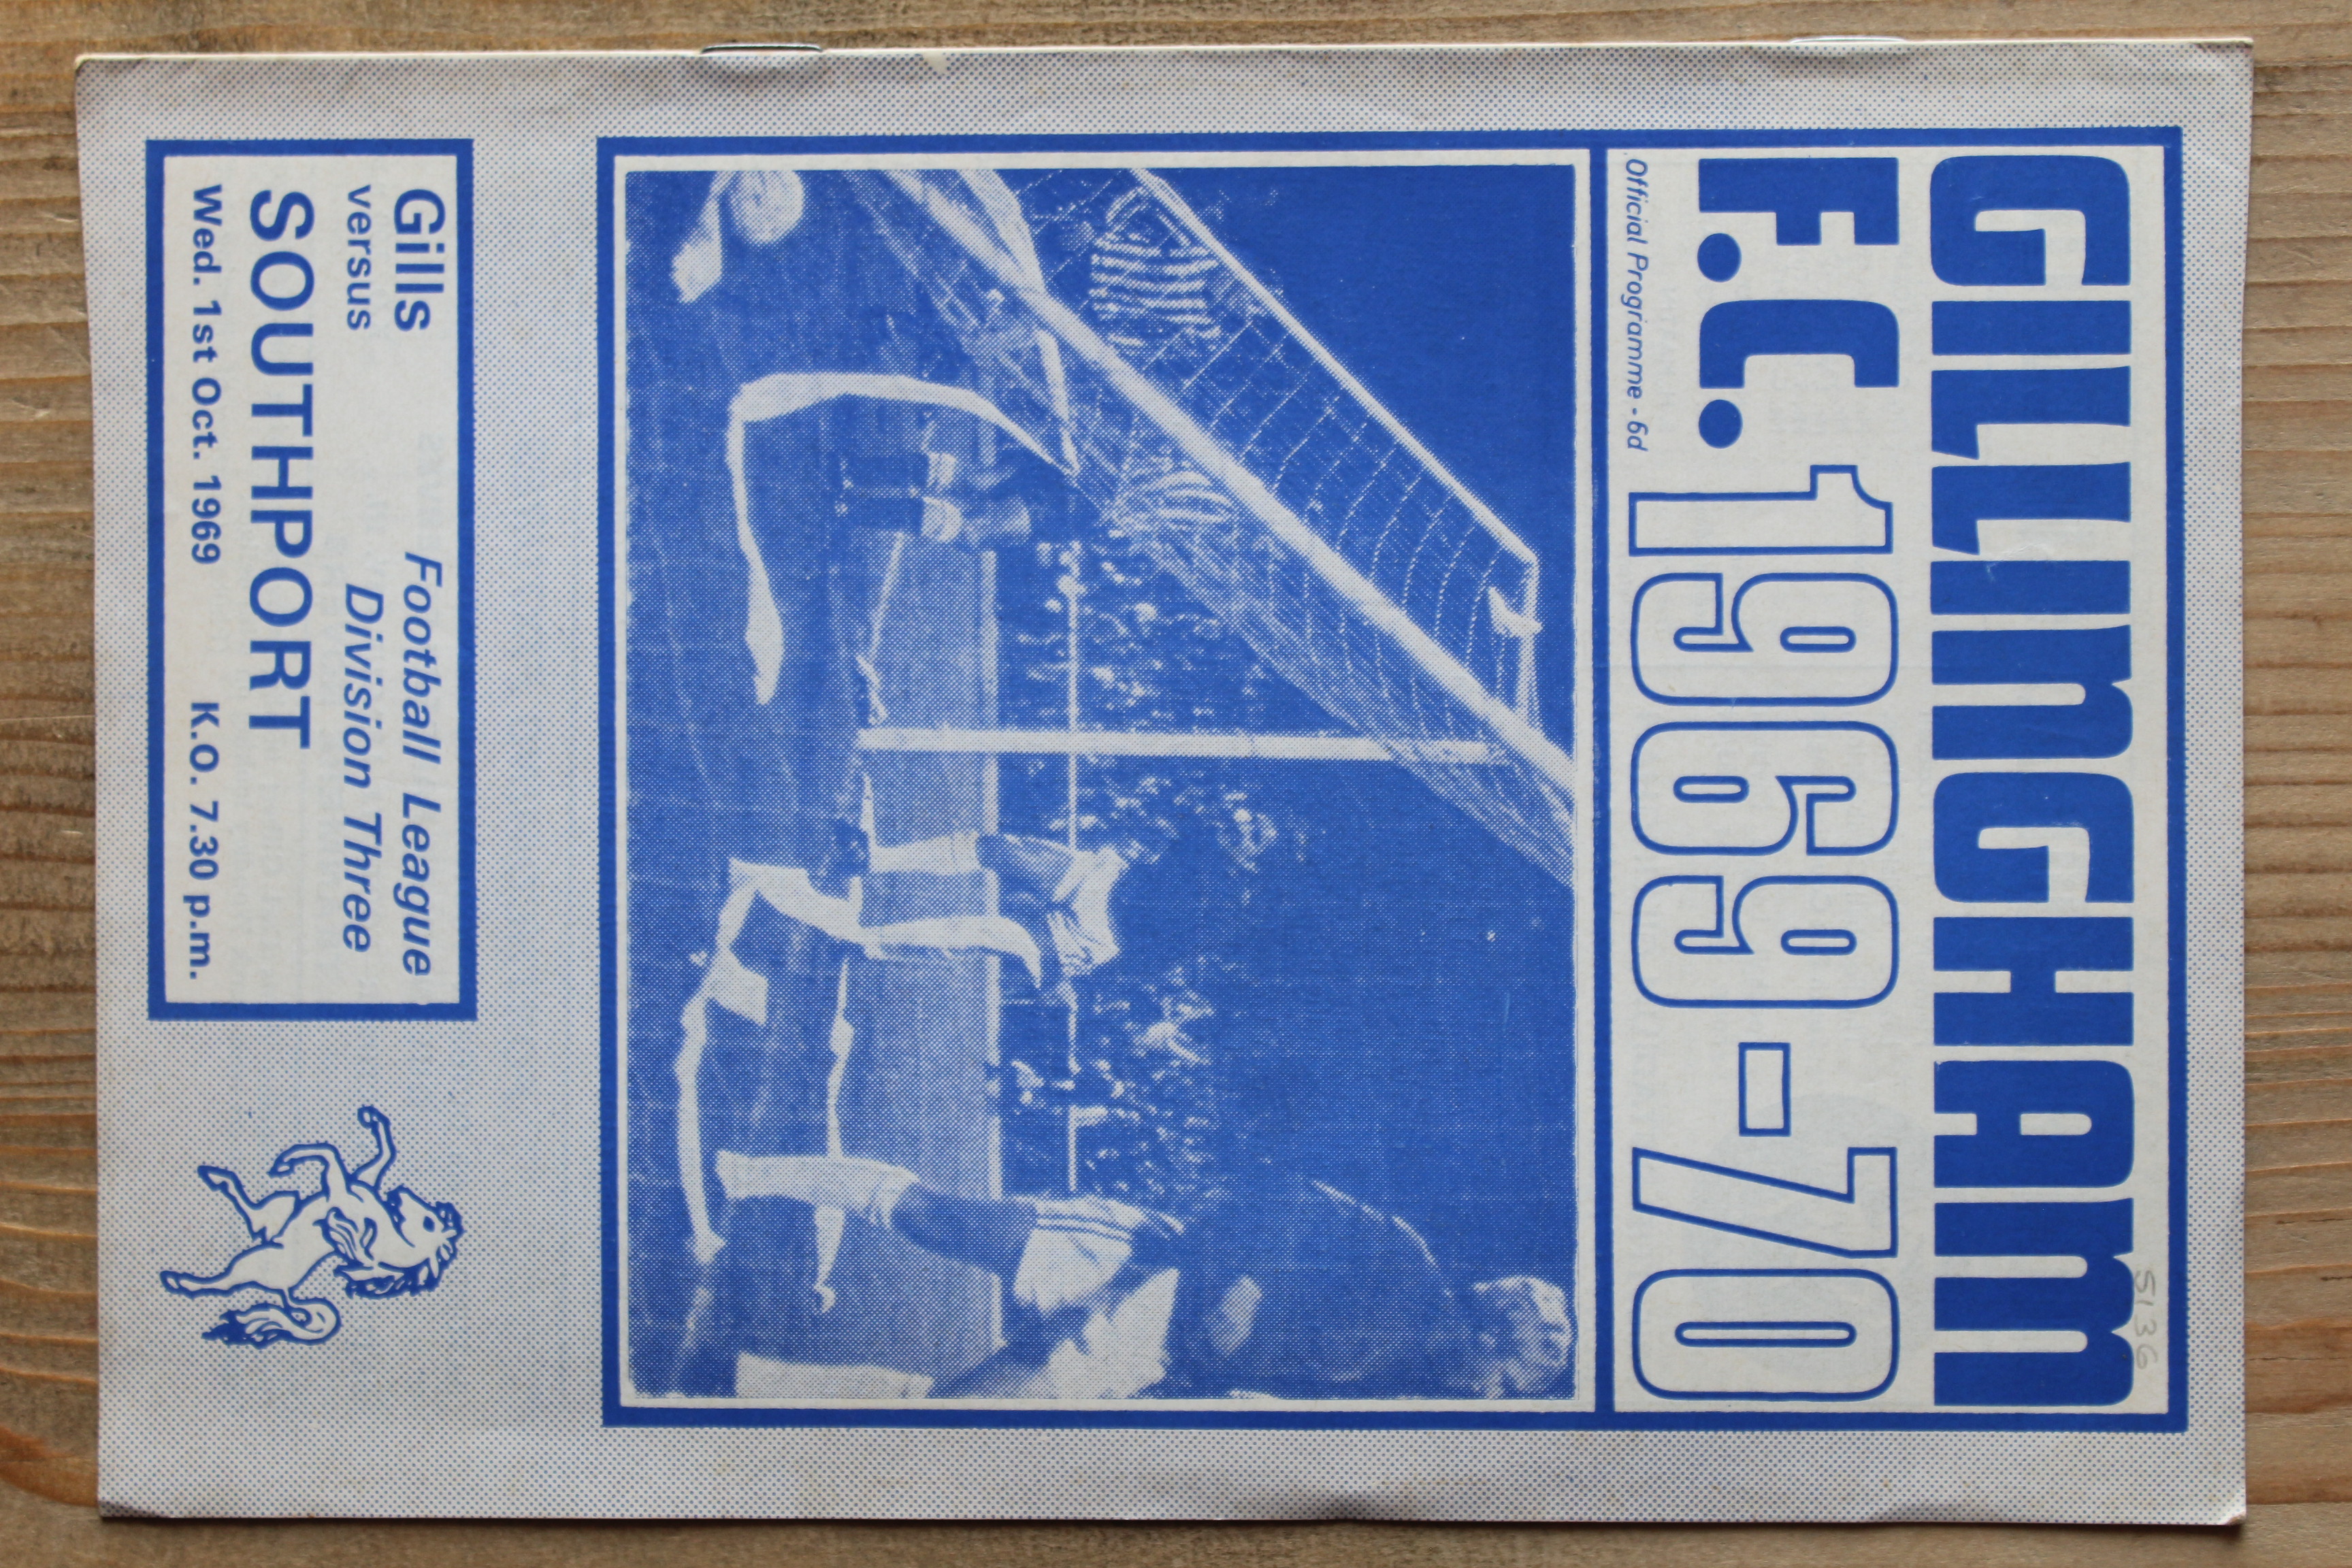 GILLINGHAM
F.C. 1969-70
Official Programme - 6d
Gills
versus
Football League
Division Three
SOUTHPORT
Wed. 1st Oct. 1969 K.O. 7.30 p.m.
5136